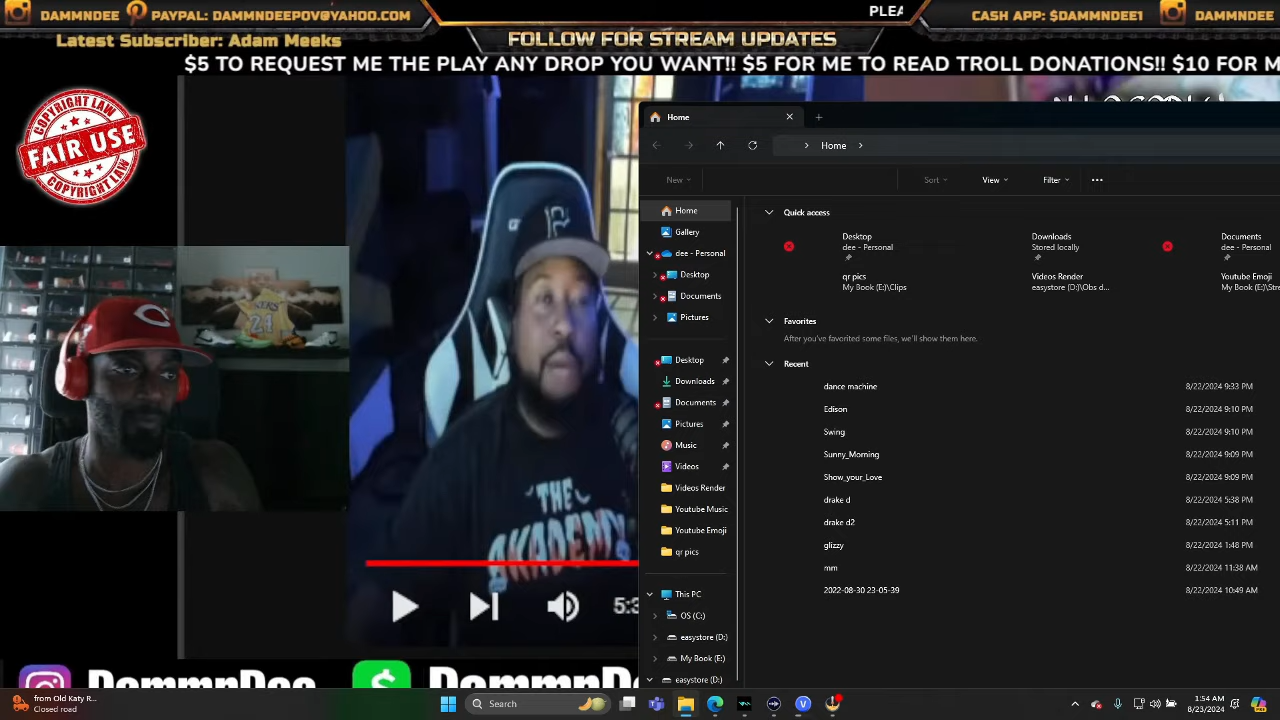 DAMMNDEE
PAYPAL: DAMMNDEEPOV@YAHOO.COM
PLEA
CASH APP: $DAMMNDEE1
DAMMNDEE
Latest Subscriber: Adam Meeks
FOLLOW FOR STREAM UPDATES
$5 TO REQUEST ME THE PLAY ANY DROP YOU WANT!! $5 FOR ME TO READ TROLL DONATIONS!! $10 FOR M
COPYRIGHT LAW
FAIR USE
COPYRIGHT LAW
LAKERS
24
THE
AKADEMY
5:3
Home
Home
New
Sort
View
Filter
Home
Gallery
dee - Personal
Desktop
Documents
Pictures
Desktop
Downloads
Documents
Pictures
Music
Videos
Videos Render
Youtube Music
Youtube Emoji
qr pics
This PC
OS (C:)
easystore (D:)
My Book (E:)
easystore (D:)
Quick access
Desktop
dee - Personal
Downloads
Stored locally
Documents
dee - Personal
qr pics
My Book (E:)\Clips
Videos Render
easystore (D:)\Obs d...
Youtube Emoji
My Book (E:)\Stre
Favorites
After you've favorited some files, we'll show them here.
Recent
dance machine 8/22/2024 9:33 PM
Edison 8/22/2024 9:10 PM
Swing 8/22/2024 9:10 PM
Sunny_Morning 8/22/2024 9:09 PM
Show_your_Love 8/22/2024 9:09 PM
drake d 8/22/2024 5:38 PM
drake d2 8/22/2024 5:11 PM
glizzy 8/22/2024 1:48 PM
mm 8/22/2024 11:38 AM
2022-08-30 23-05-39 8/22/2024 10:49 AM
DammnDee
$
DammnDe
from Old Katy R...
Closed road
Search
1:54 AM
8/23/2024